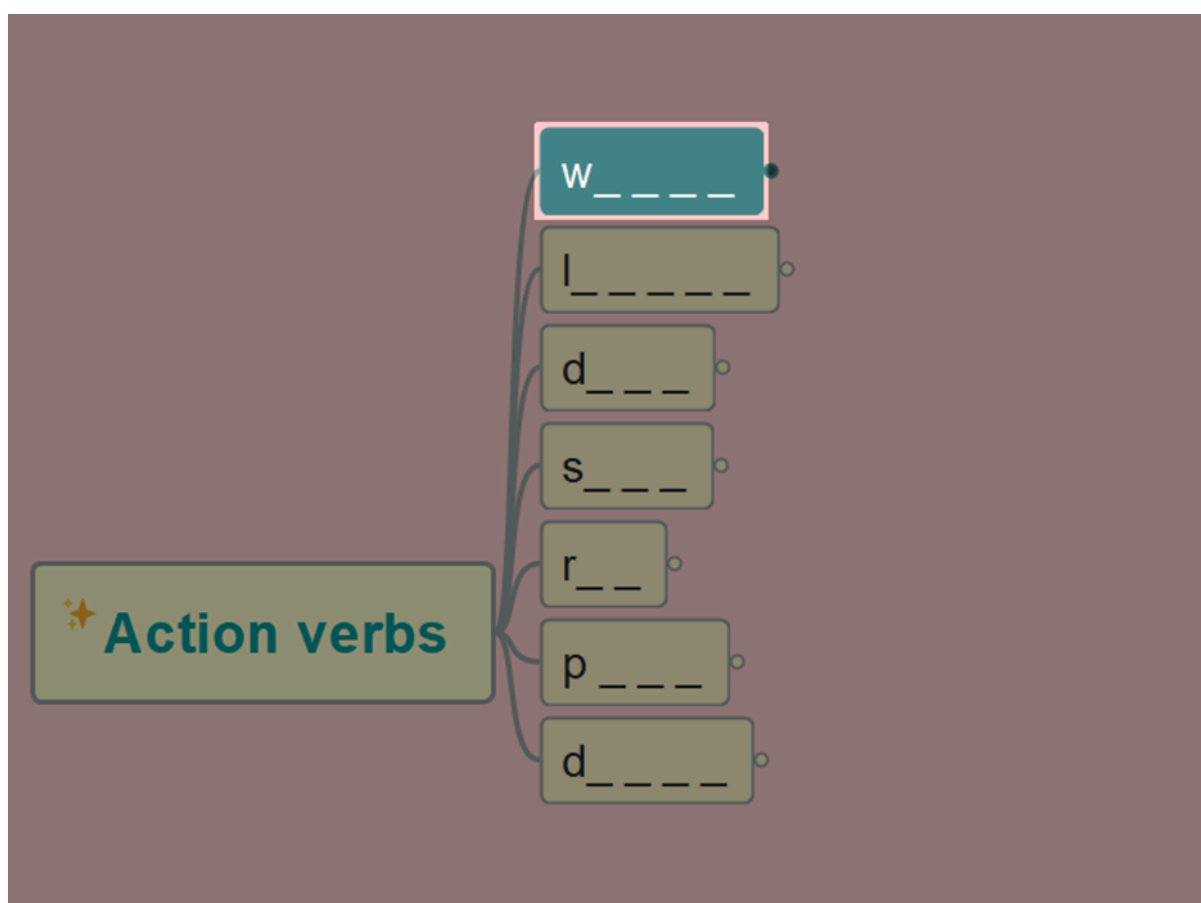 w_ _ _ _
l_ _ _ _ _
d_ _ _
s_ _ _
r_ _
p _ _ _
d_ _ _ _
Action verbs